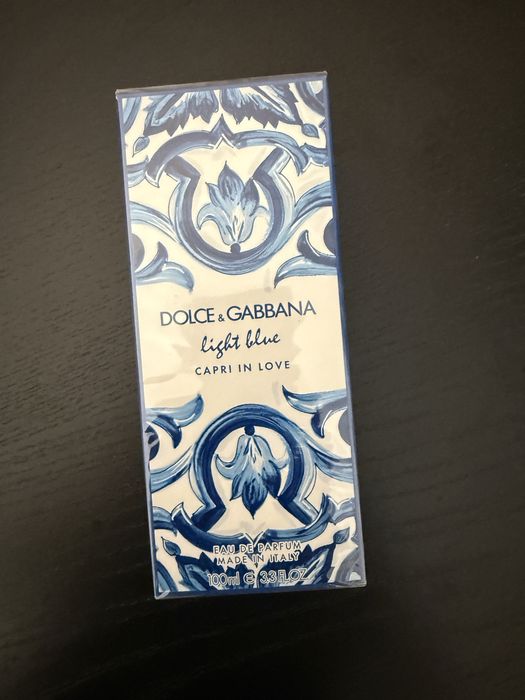 DOLCE & GABBANA
light blue
CAPRI IN LOVE
EAU DE PARFUM
MADE IN ITALY
100ml ℮ 3.3 FL.OZ.